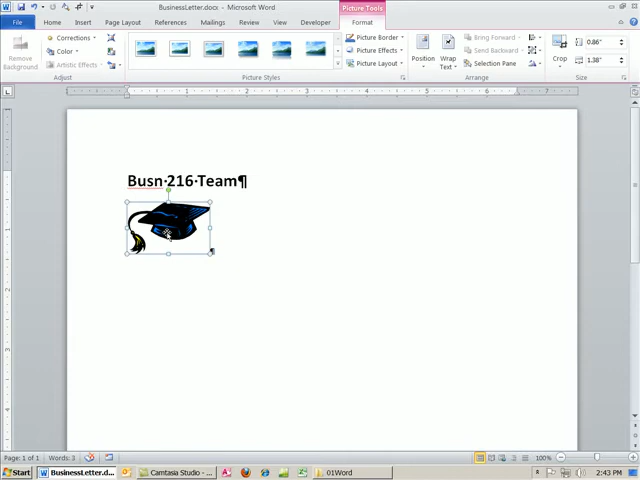 BusinessLetter.docx - Microsoft Word
Picture Tools
File Home Insert Page Layout References Mailings Review View Developer Format
Remove Background
Corrections
Color
Artistic Effects
Adjust
Picture Styles
Picture Border
Picture Effects
Picture Layout
Position
Wrap Text
Bring Forward
Send Backward
Selection Pane
Arrange
Crop
0.86"
1.38"
Size
Busn·216·Team¶
¶
Page: 1 of 1 Words: 3 100%
Start BusinessLetter.d... Camtasia Studio - ... 01Word 2:43 PM